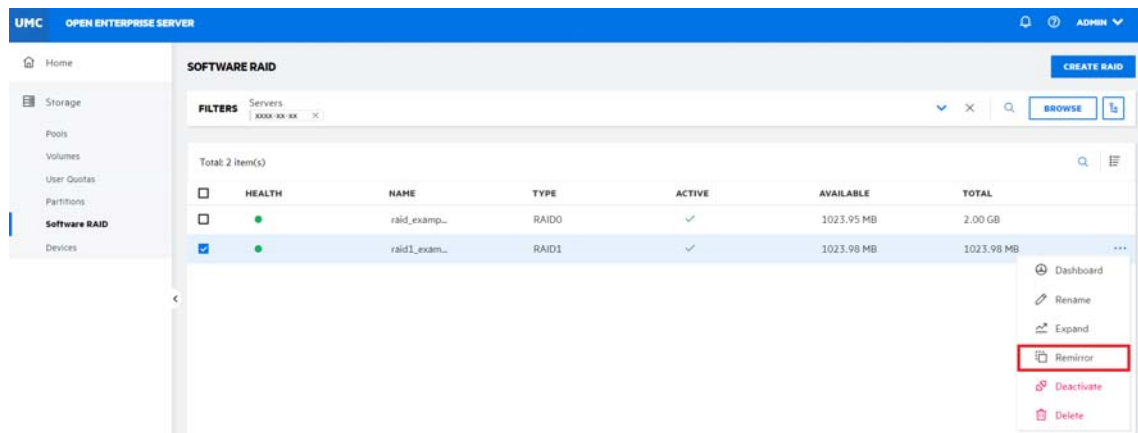 UMC OPEN ENTERPRISE SERVER ADMIN
Home
Storage
Pools
Volumes
User Quotas
Partitions
Software RAID
Devices
SOFTWARE RAID CREATE RAID
FILTERS Servers
xxxx-xx-xx BROWSE
Total: 2 item(s)
HEALTH NAME TYPE ACTIVE AVAILABLE TOTAL
raid_examp... RAID0 1023.95 MB 2.00 GB
raid1_exam... RAID1 1023.98 MB 1023.98 MB
Dashboard
Rename
Expand
Remirror
Deactivate
Delete